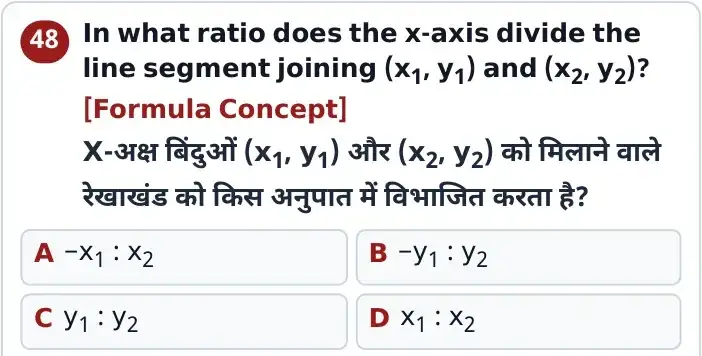 48 In what ratio does the x-axis divide the
line segment joining (x₁, y₁) and (x₂, y₂)?
[Formula Concept]
X-अक्ष बिंदुओं (x₁, y₁) और (x₂, y₂) को मिलाने वाले
रेखाखंड को किस अनुपात में विभाजित करता है?
A −x₁ : x₂
B −y₁ : y₂
C y₁ : y₂
D x₁ : x₂